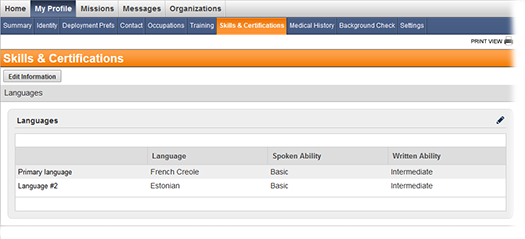 Home My Profile Missions Messages Organizations
Summary Identity Deployment Prefs Contact Occupations Training Skills & Certifications Medical History Background Check Settings
PRINT VIEW
Skills & Certifications
Edit Information
Languages
Languages
Language Spoken Ability Written Ability
Primary language French Creole Basic Intermediate
Language #2 Estonian Basic Intermediate